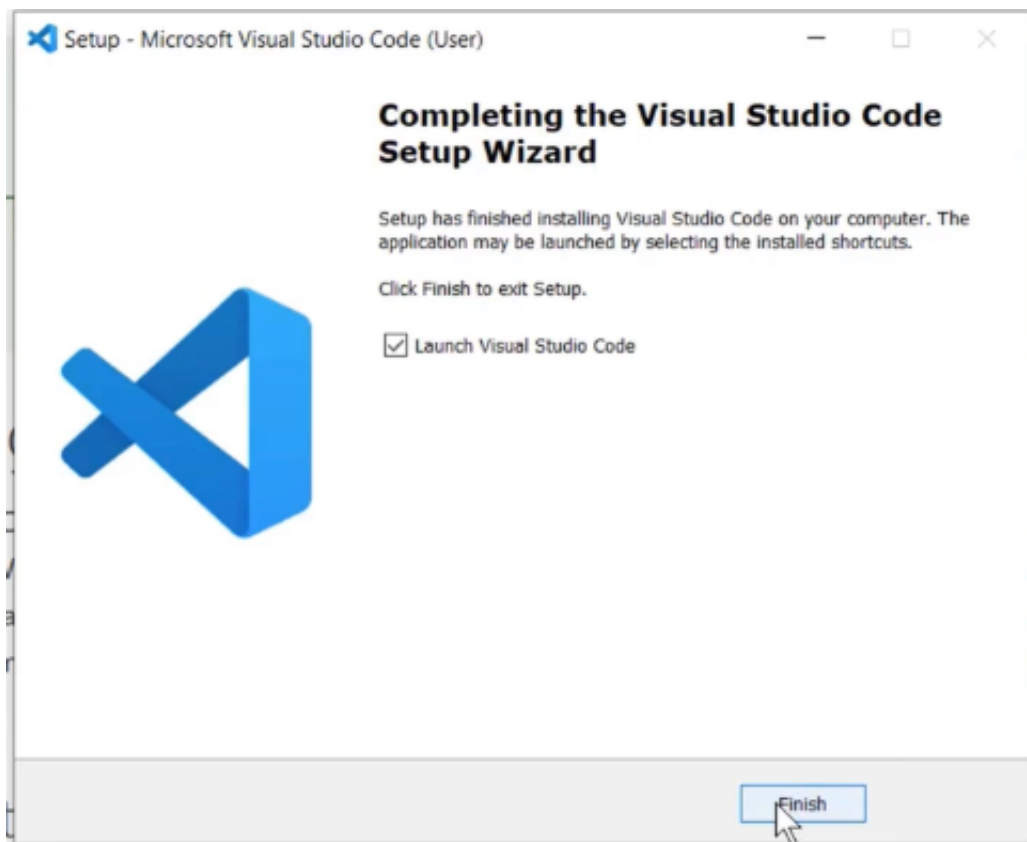 Setup - Microsoft Visual Studio Code (User)
Completing the Visual Studio Code
Setup Wizard
Setup has finished installing Visual Studio Code on your computer. The
application may be launched by selecting the installed shortcuts.
Click Finish to exit Setup.
Launch Visual Studio Code
Finish